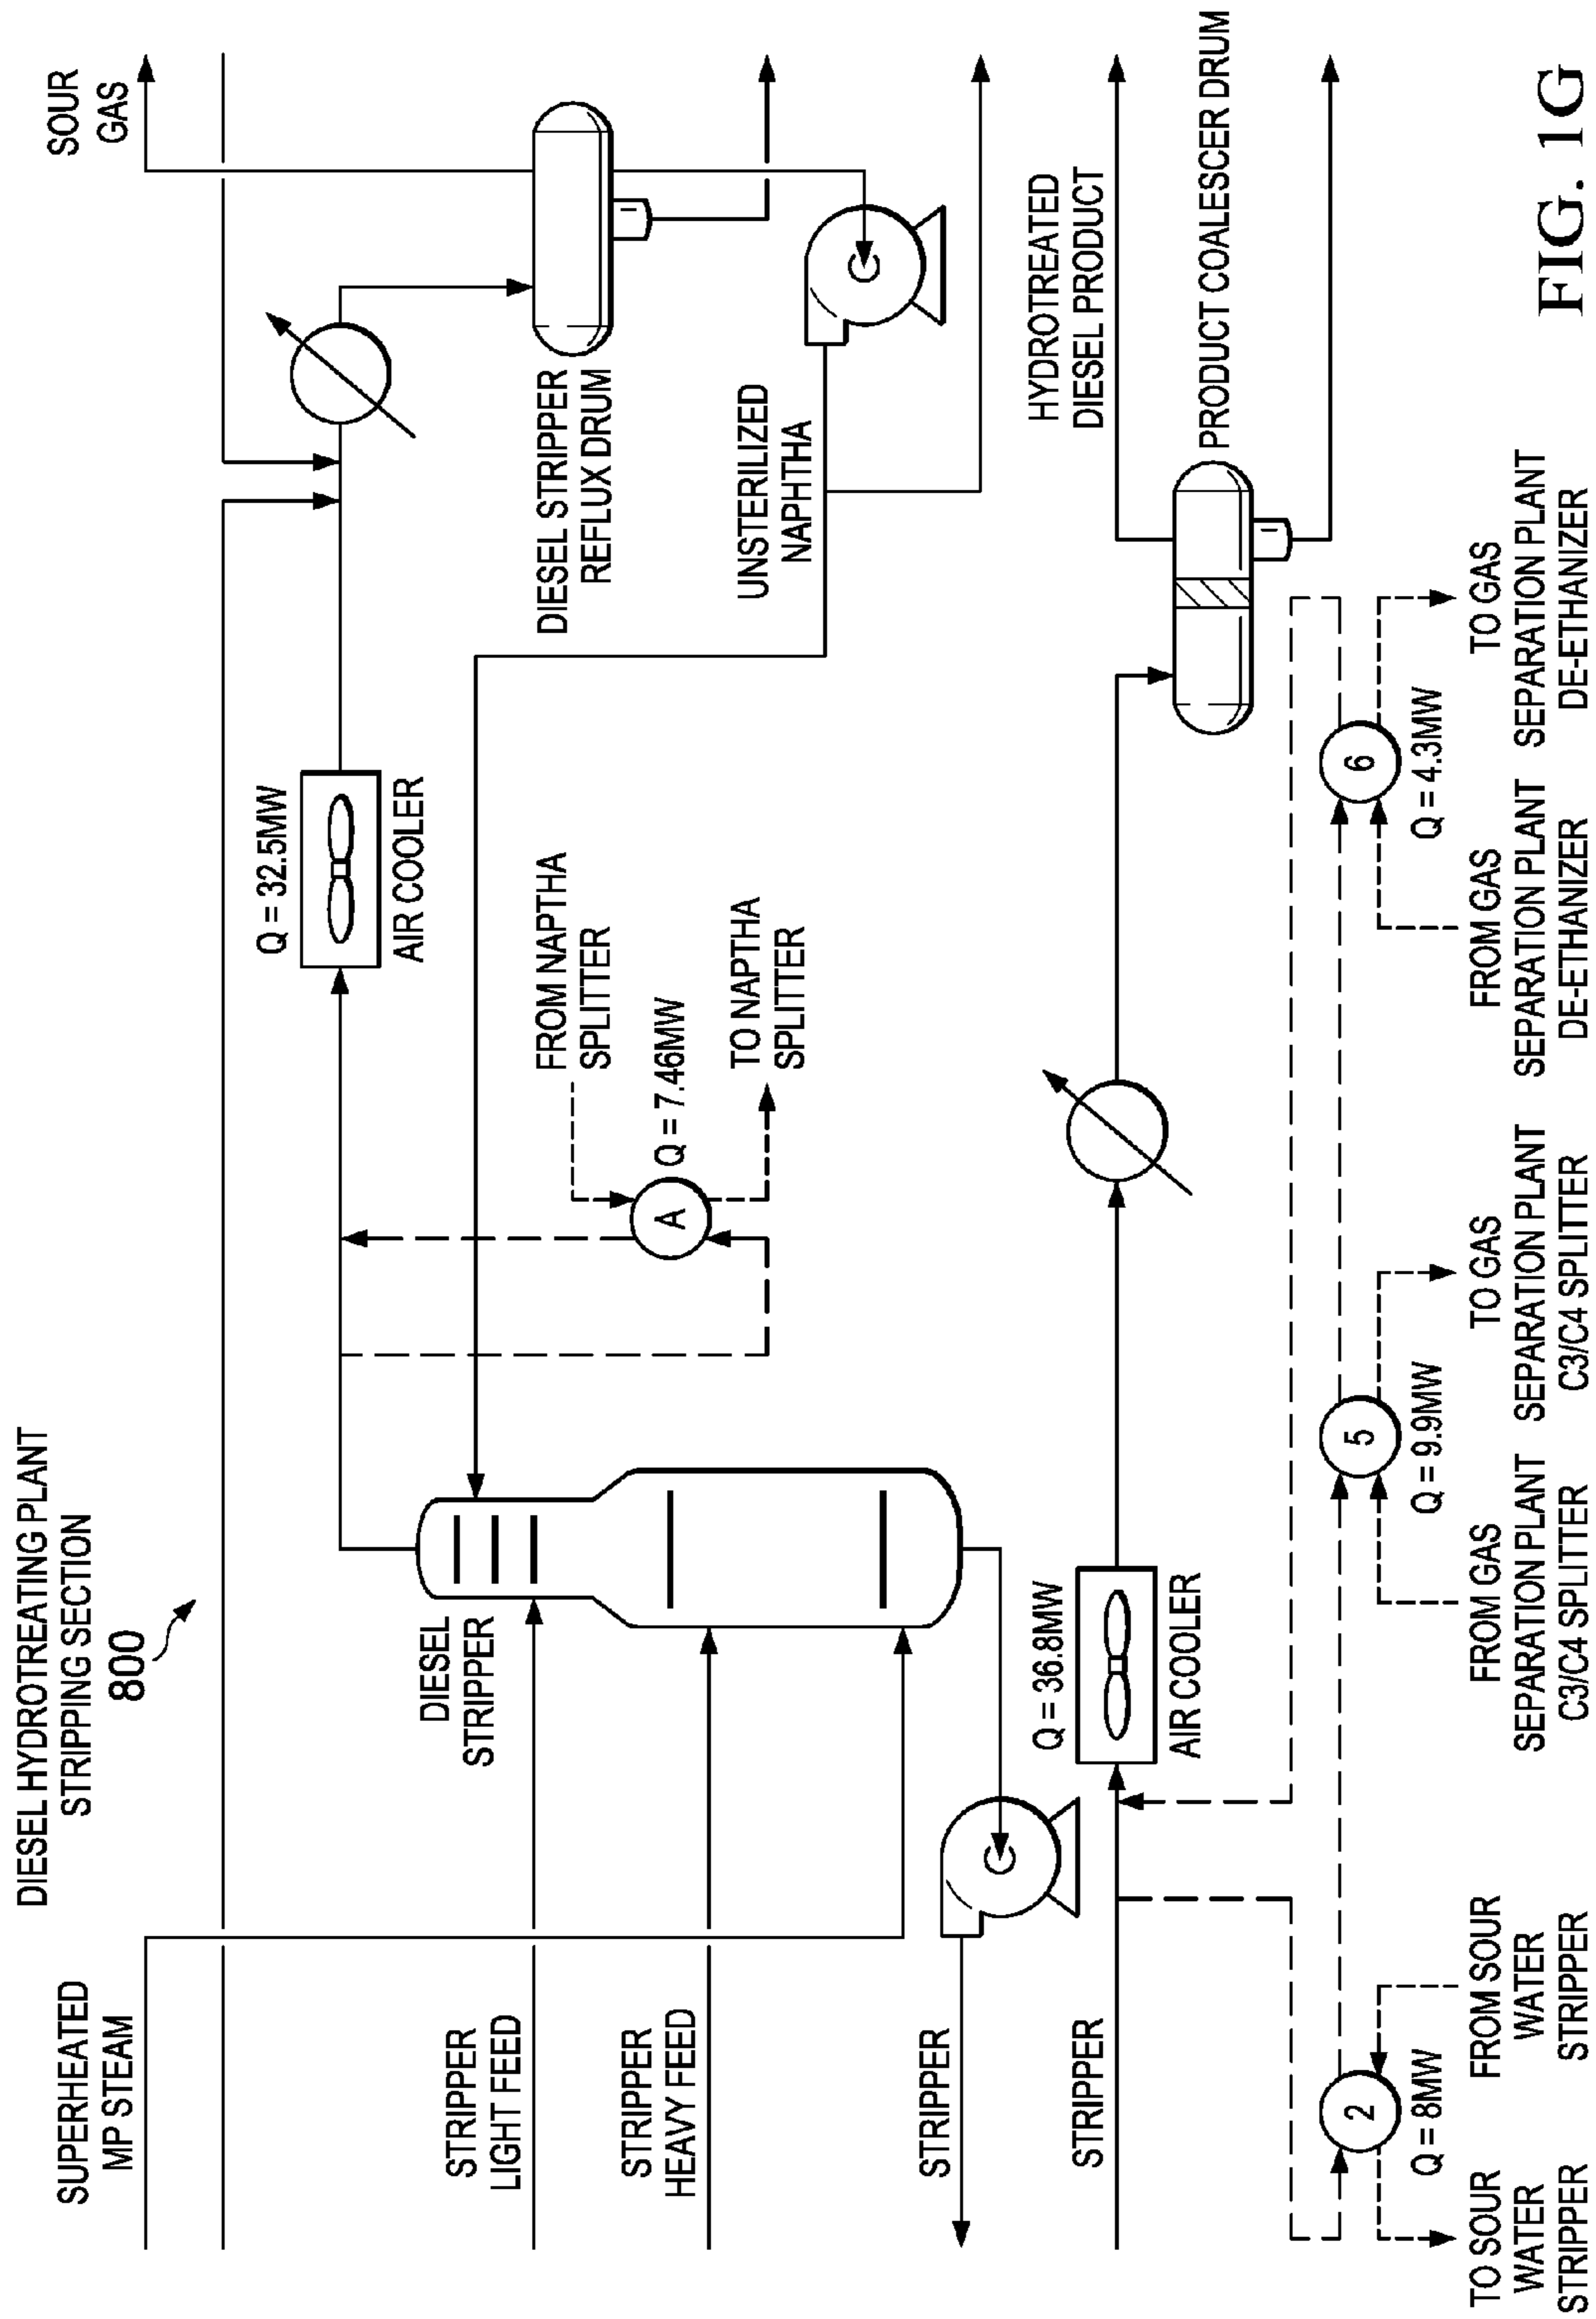 DIESEL HYDROTREATING PLANT
STRIPPING SECTION
800
SUPERHEATED
MP STEAM
SOUR
GAS
Q = 32.5MW
AIR COOLER
DIESEL
STRIPPER
STRIPPER
LIGHT FEED
FROM NAPTHA
SPLITTER
A
Q = 7.46MW
TO NAPTHA
SPLITTER
DIESEL STRIPPER
REFLUX DRUM
STRIPPER
HEAVY FEED
UNSTERILIZED
NAPHTHA
STRIPPER
STRIPPER
Q = 36.8MW
AIR COOLER
HYDROTREATED
DIESEL PRODUCT
PRODUCT COALESCER DRUM
2
Q = 8MW
5
Q = 9.9MW
6
Q = 4.3MW
TO SOUR
WATER
STRIPPER
FROM SOUR
WATER
STRIPPER
FROM GAS
SEPARATION PLANT
C3/C4 SPLITTER
TO GAS
SEPARATION PLANT
C3/C4 SPLITTER
FROM GAS
SEPARATION PLANT
DE-ETHANIZER
TO GAS
SEPARATION PLANT
DE-ETHANIZER
FIG. 1G